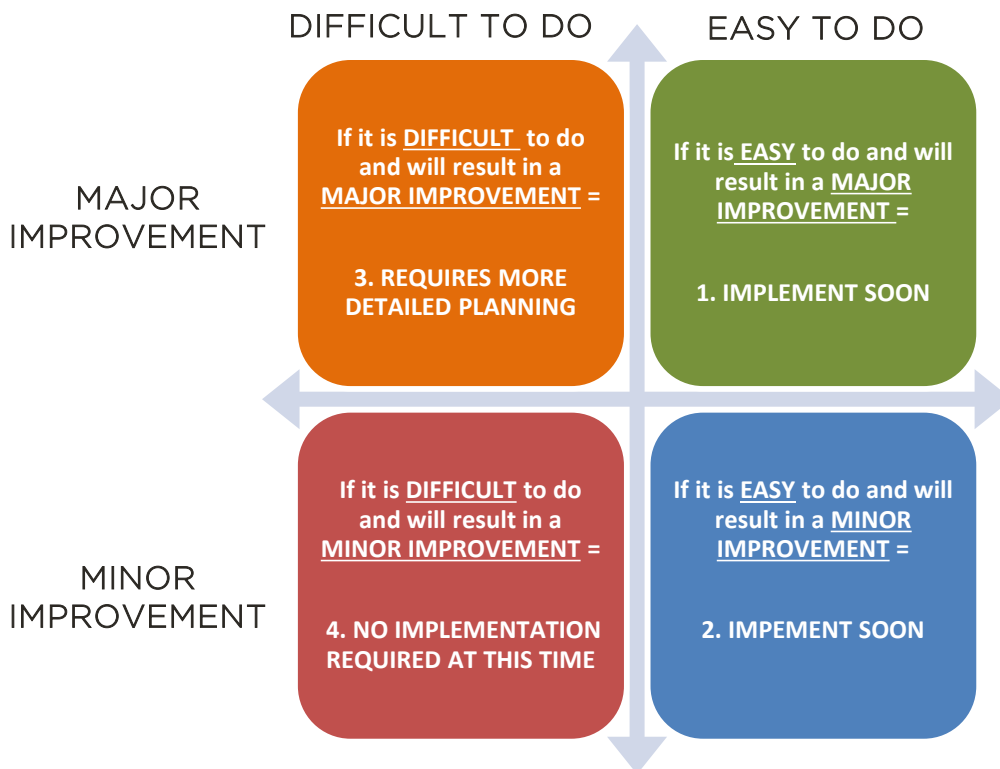 DIFFICULT TO DO
EASY TO DO
MAJOR
IMPROVEMENT
If it is DIFFICULT to do
and will result in a
MAJOR IMPROVEMENT =
3. REQUIRES MORE
DETAILED PLANNING
If it is EASY to do and will
result in a MAJOR
IMPROVEMENT =
1. IMPLEMENT SOON
MINOR
IMPROVEMENT
If it is DIFFICULT to do
and will result in a
MINOR IMPROVEMENT =
4. NO IMPLEMENTATION
REQUIRED AT THIS TIME
If it is EASY to do and will
result in a MINOR
IMPROVEMENT =
2. IMPEMENT SOON